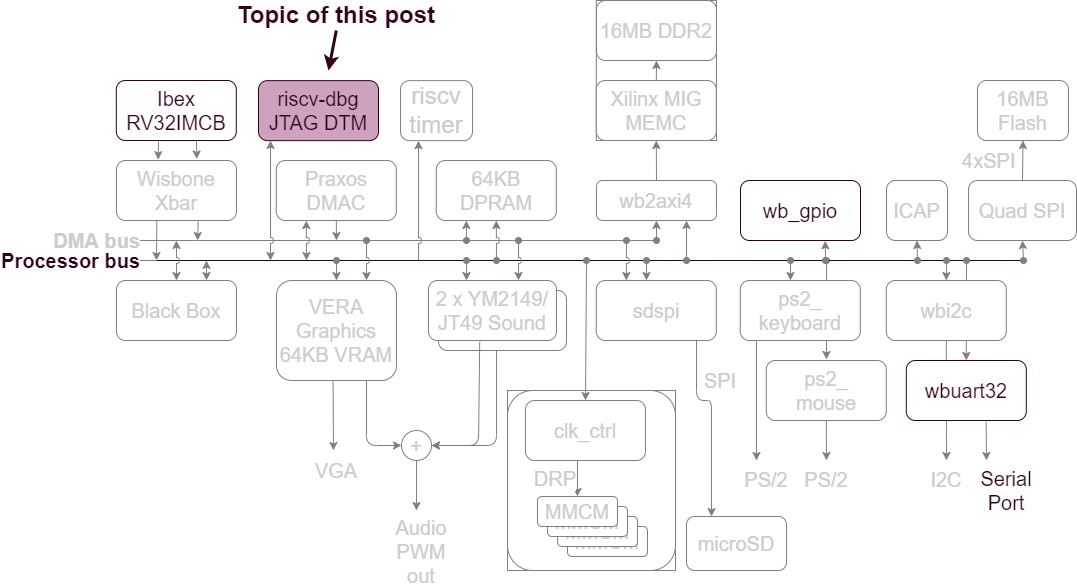 Topic of this post
16MB DDR2
Ibex
RV32IMCB
riscv-dbg
JTAG DTM
riscv
timer
Xilinx MIG
MEMC
16MB
Flash
4xSPI
Wisbone
Xbar
Praxos
DMAC
64KB
DPRAM
wb2axi4
wb_gpio
ICAP
Quad SPI
DMA bus
Processor bus
Black Box
VERA
Graphics
64KB VRAM
2 x YM2149/
JT49 Sound
sdspi
ps2_
keyboard
wbi2c
SPI
ps2_
mouse
wbuart32
clk_ctrl
+
VGA
DRP
PS/2
PS/2
I2C
Serial
Port
MMCM
Audio
PWM
out
microSD